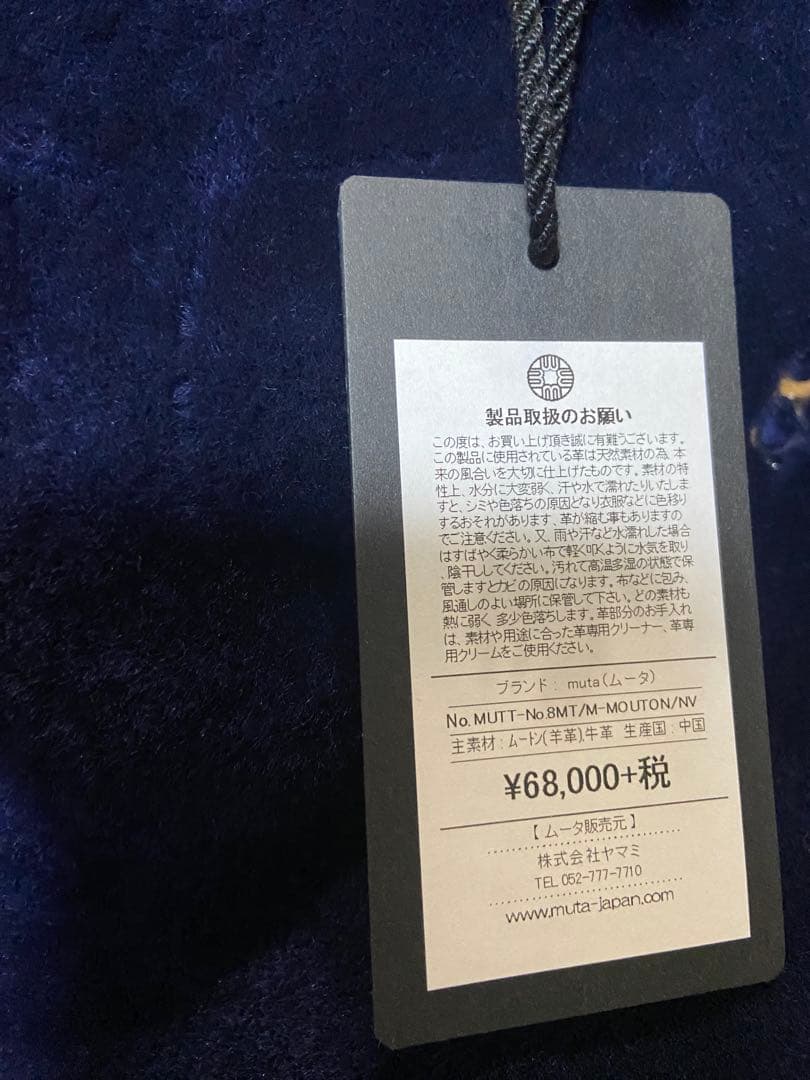 製品取扱のお願い
この度は、お買い上げ頂き誠に有難うございます。
この製品に使用されている革は天然素材の為、本
来の風合いを大切に仕上げたものです。素材の特
性上、水分に大変弱く、汗や水で濡れたりいたしま
すと、シミや色落ちの原因となり衣服などに色移り
するおそれがあります、革が縮む事もありますの
でご注意ください。又、雨や汗など水濡れした場合
はすばやく柔らかい布で軽く叩くように水気を取り
、陰干ししてください。汚れて高温多湿の状態で保
管しますとカビの原因になります。布などに包み、
風通しのよい場所に保管して下さい。どの素材も
熱に弱く、多少色落ちします。革部分のお手入れ
は、素材や用途に合った革専用クリーナー、革専
用クリームをご使用ください。
ブランド： muta（ムータ）
No. MUTT-No.8MT/M-MOUTON/NV
主素材：ムートン(羊革),牛革 生産国：中国
¥68,000+税
【 ムータ販売元 】
株式会社ヤマミ
TEL 052-777-7710
www.muta-japan.com